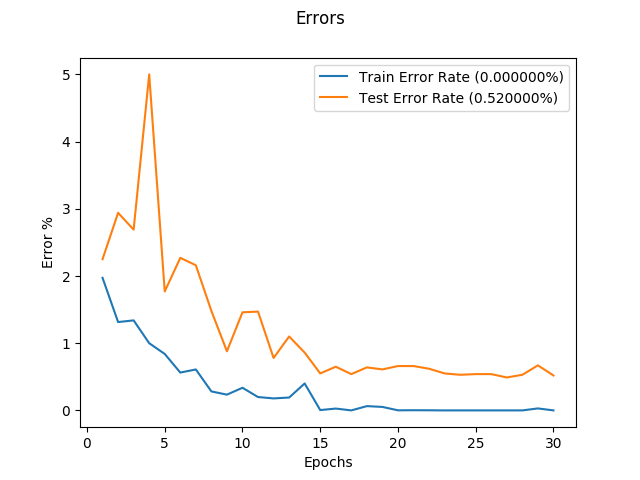 Errors
Train Error Rate (0.000000%)
Test Error Rate (0.520000%)
5
4
3
2
1
0
Error %
0 5 10 15 20 25 30
Epochs